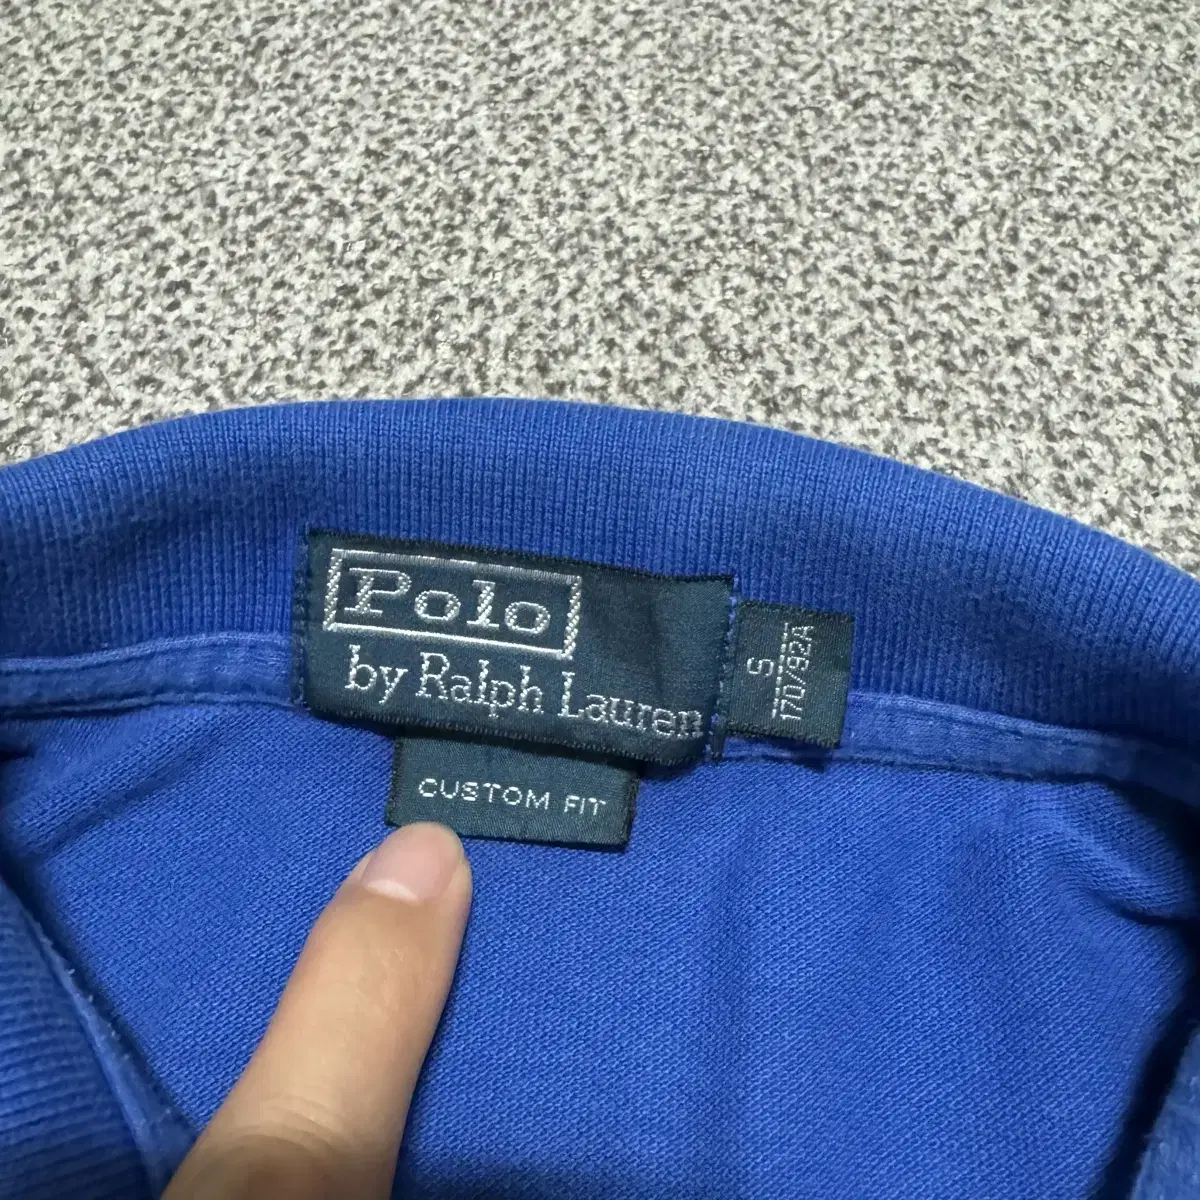 Polo
by Ralph Lauren
S
170/92A
CUSTOM FIT